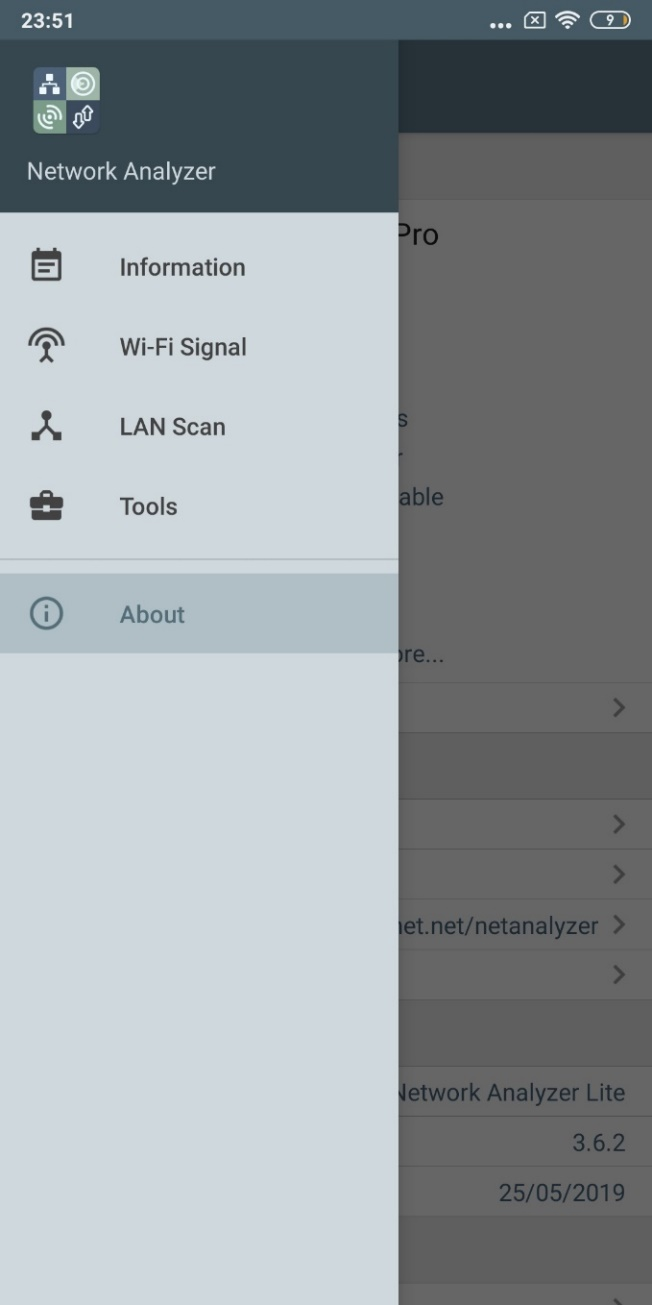 23:51
9
Network Analyzer
Pro
Information
Wi-Fi Signal
s
LAN Scan
able
Tools
About
ore...
net.net/netanalyzer
Network Analyzer Lite
3.6.2
25/05/2019